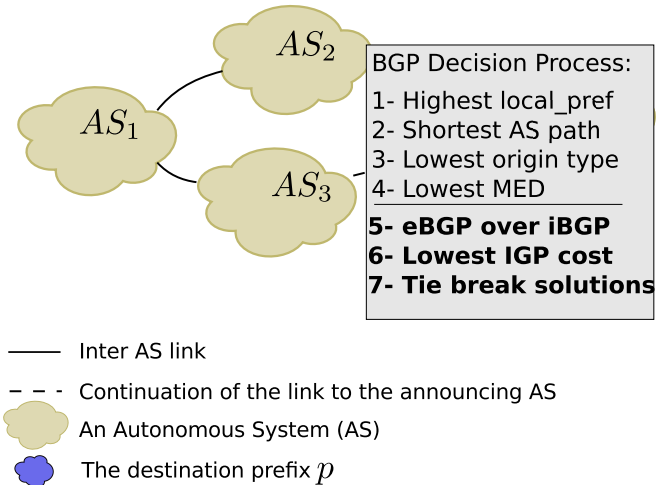 AS₂
BGP Decision Process:
1- Highest local_pref
AS₁
2- Shortest AS path
3- Lowest origin type
AS₃
4- Lowest MED
5- eBGP over iBGP
6- Lowest IGP cost
7- Tie break solutions
Inter AS link
Continuation of the link to the announcing AS
An Autonomous System (AS)
The destination prefix p